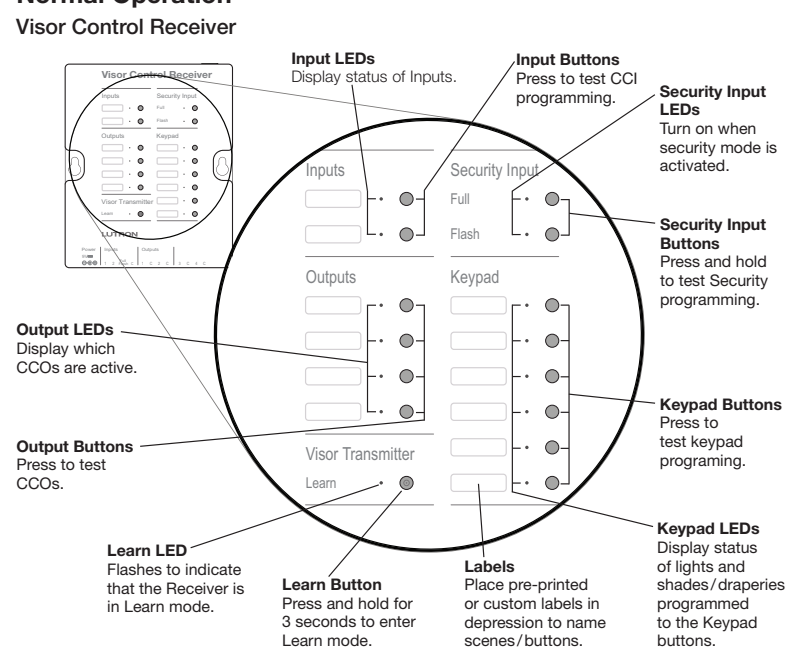 Normal Operation
Visor Control Receiver
Input LEDs
Display status of Inputs.
Input Buttons
Press to test CCI
programming.
Security Input
LEDs
Turn on when
security mode is
activated.
Security Input
Buttons
Press and hold
to test Security
programming.
Keypad Buttons
Press to
test keypad
programing.
Keypad LEDs
Display status
of lights and
shades/draperies
programmed
to the Keypad
buttons.
Labels
Place pre-printed
or custom labels in
depression to name
scenes/buttons.
Learn Button
Press and hold for
3 seconds to enter
Learn mode.
Learn LED
Flashes to indicate
that the Receiver is
in Learn mode.
Output Buttons
Press to test
CCOs.
Output LEDs
Display which
CCOs are active.
Visor Control Receiver
Inputs
Security Input
Full
Flash
Outputs
Keypad
Visor Transmitter
Learn
LUTRON
Power
Inputs
Outputs
Inputs
Security Input
Full
Flash
Outputs
Keypad
Visor Transmitter
Learn